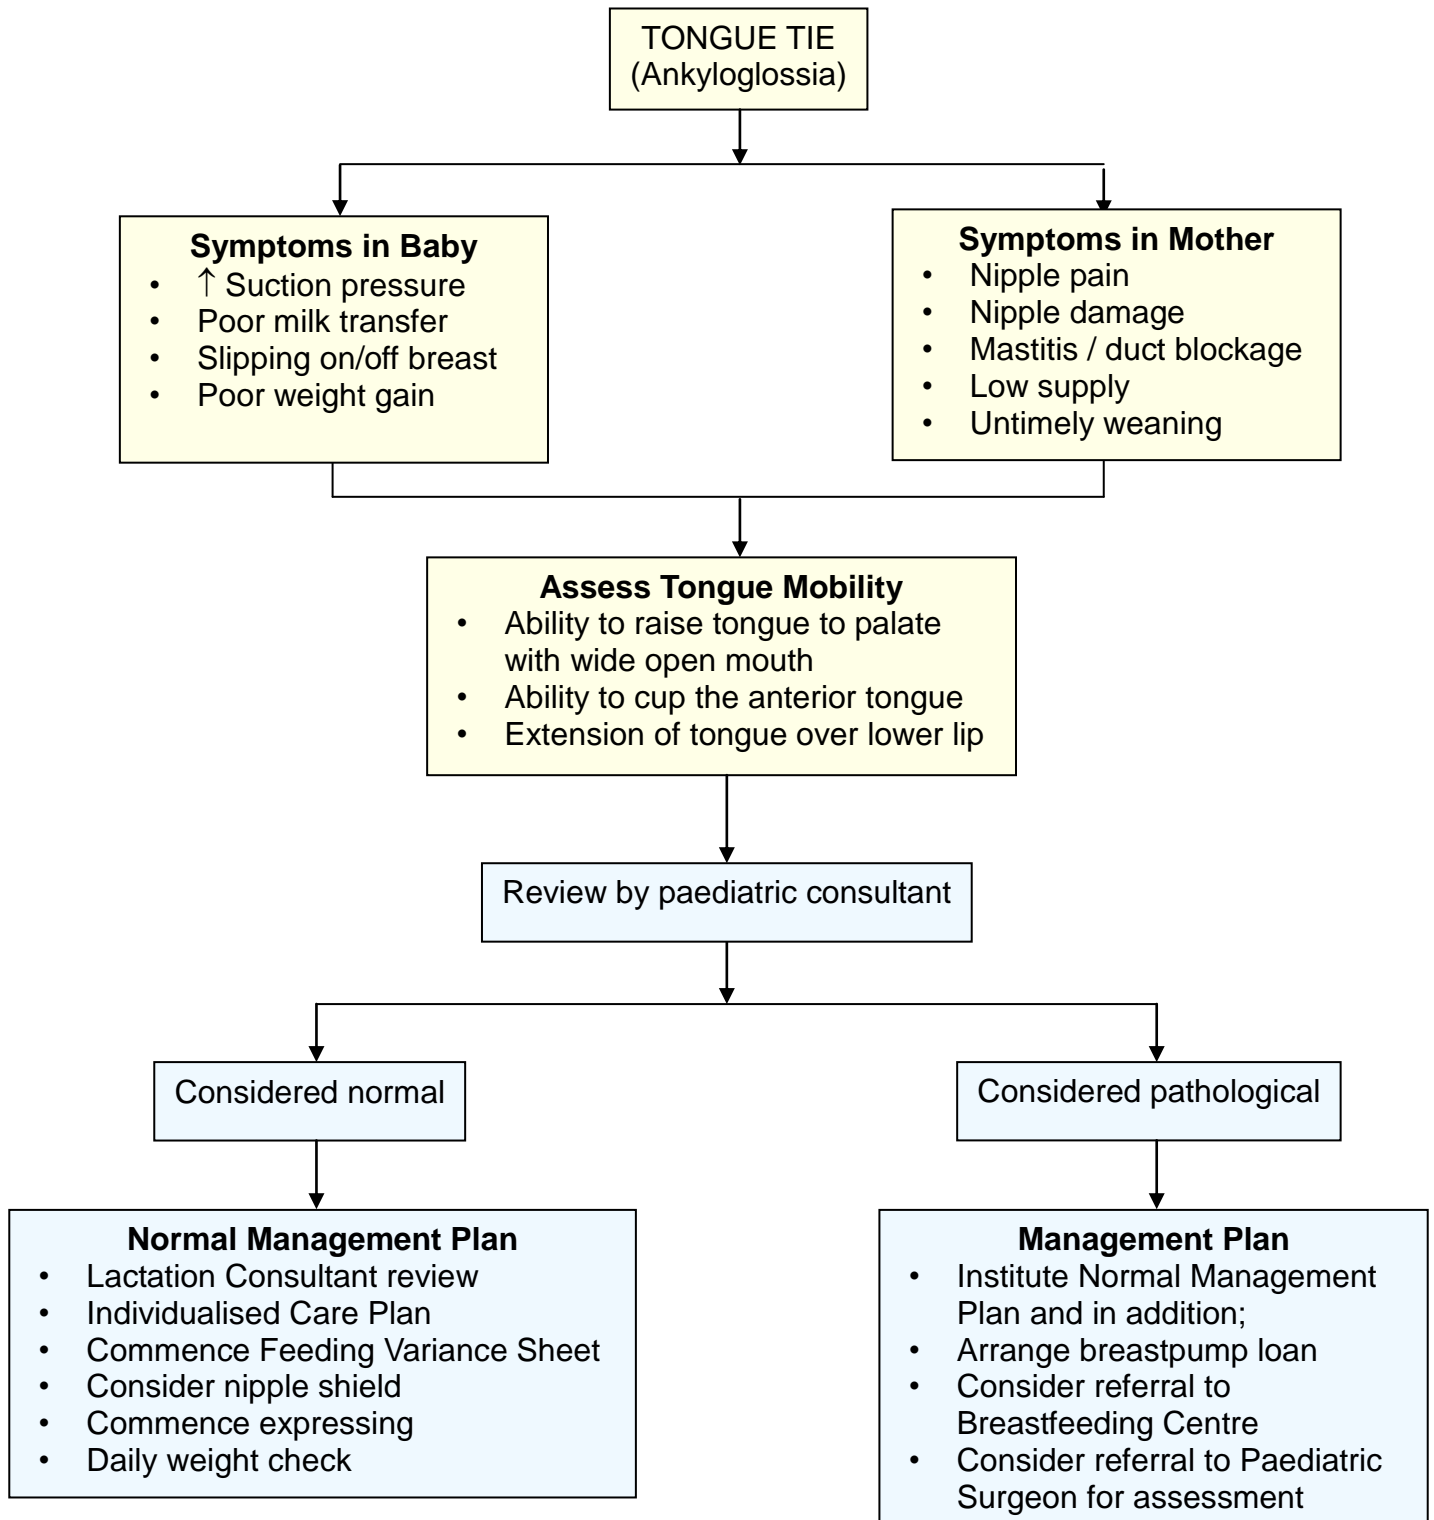 TONGUE TIE
(Ankyloglossia)
Symptoms in Baby
• ↑ Suction pressure
• Poor milk transfer
• Slipping on/off breast
• Poor weight gain
Symptoms in Mother
• Nipple pain
• Nipple damage
• Mastitis / duct blockage
• Low supply
• Untimely weaning
Assess Tongue Mobility
• Ability to raise tongue to palate
with wide open mouth
• Ability to cup the anterior tongue
• Extension of tongue over lower lip
Review by paediatric consultant
Considered normal
Considered pathological
Normal Management Plan
• Lactation Consultant review
• Individualised Care Plan
• Commence Feeding Variance Sheet
• Consider nipple shield
• Commence expressing
• Daily weight check
Management Plan
• Institute Normal Management
Plan and in addition;
• Arrange breastpump loan
• Consider referral to
Breastfeeding Centre
• Consider referral to Paediatric
Surgeon for assessment